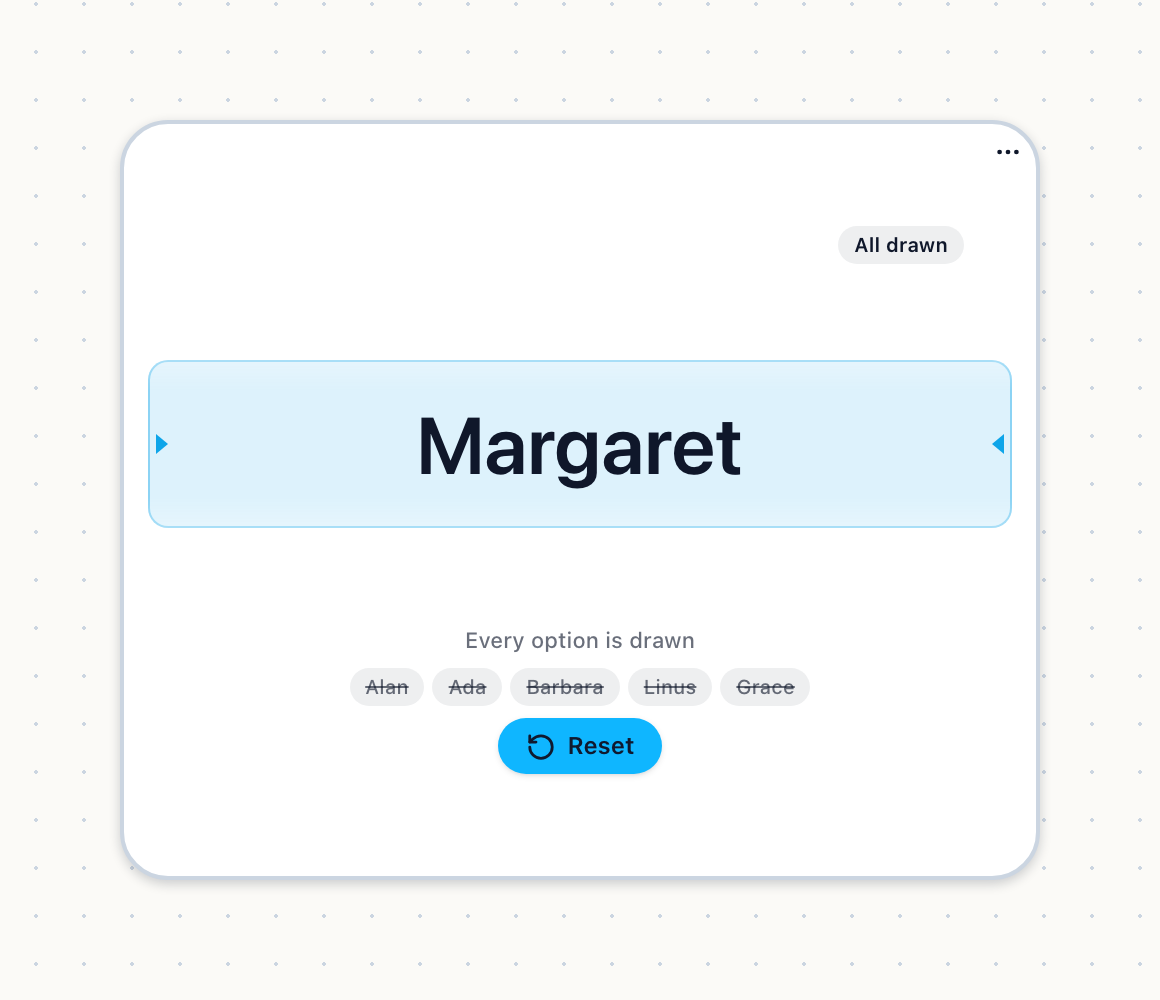 All drawn
Margaret
Every option is drawn
Alan Ada Barbara Linus Grace
Reset